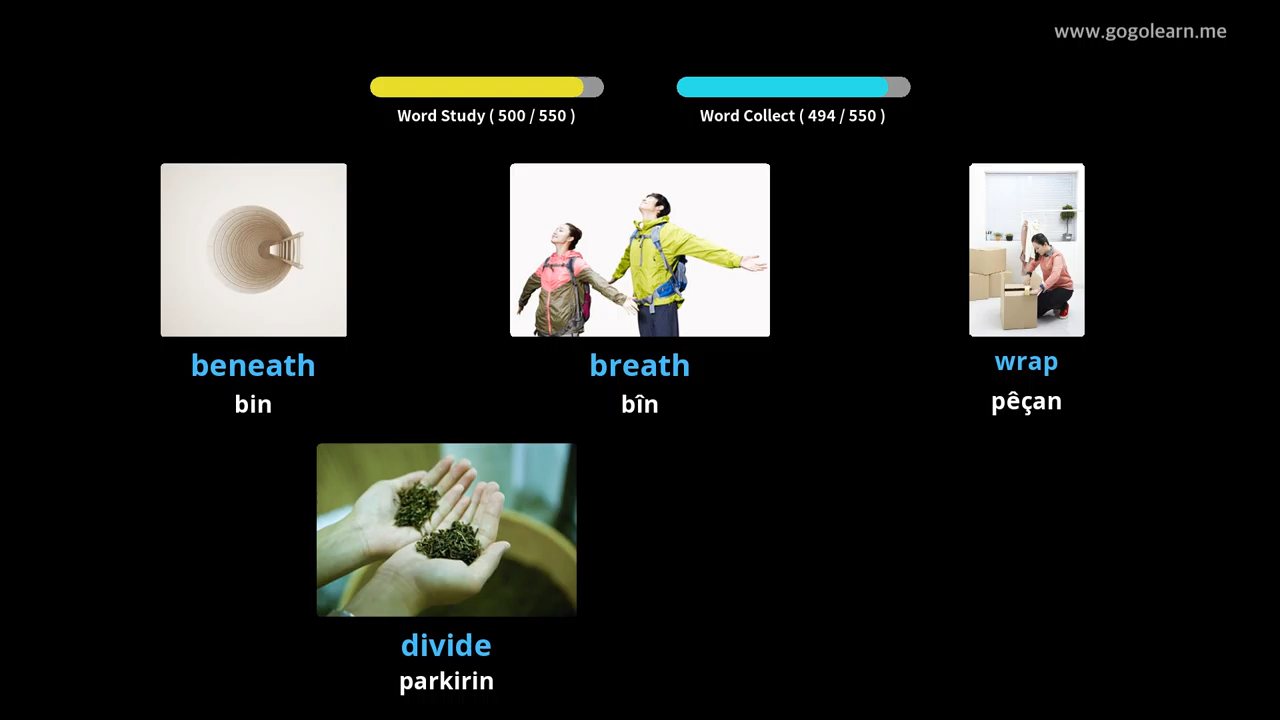 www.gogolearn.me
Word Study ( 500 / 550 )
Word Collect ( 494 / 550 )
beneath
bin
breath
bîn
wrap
pêçan
divide
parkirin